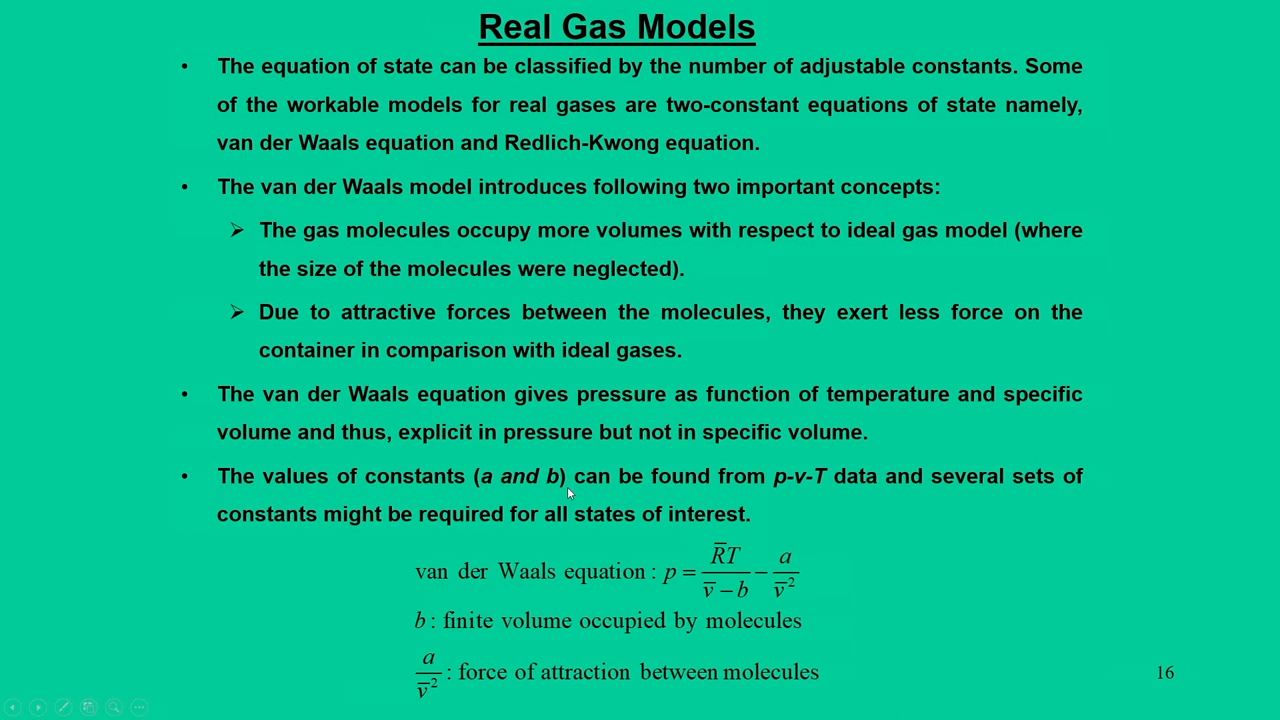 Real Gas Models
• The equation of state can be classified by the number of adjustable constants. Some
of the workable models for real gases are two-constant equations of state namely,
van der Waals equation and Redlich-Kwong equation.
• The van der Waals model introduces following two important concepts:
➢ The gas molecules occupy more volumes with respect to ideal gas model (where
the size of the molecules were neglected).
➢ Due to attractive forces between the molecules, they exert less force on the
container in comparison with ideal gases.
• The van der Waals equation gives pressure as function of temperature and specific
volume and thus, explicit in pressure but not in specific volume.
• The values of constants (a and b) can be found from p-v-T data and several sets of
constants might be required for all states of interest.
van der Waals equation : p = R̅T / (v̅ − b) − a / v̅²
b : finite volume occupied by molecules
a / v̅² : force of attraction between molecules
16